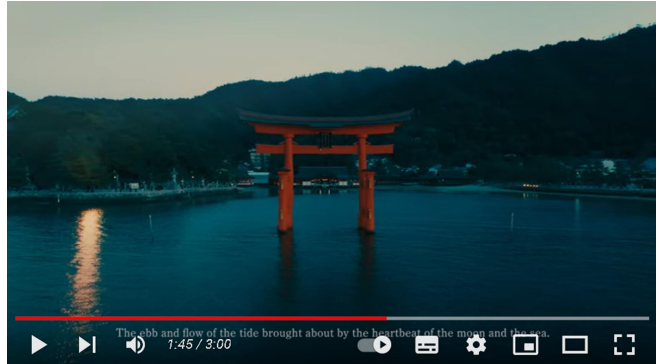 The ebb and flow of the tide brought about by the heartbeat of the moon and the sea.
1:45 / 3:00